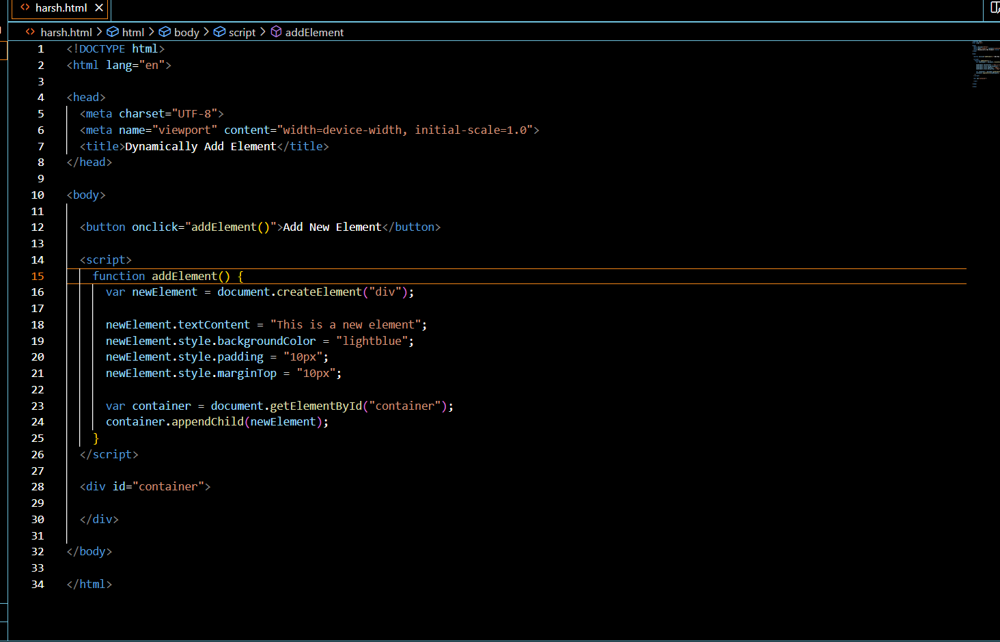 harsh.html
harsh.html > html > body > script > addElement
1 <!DOCTYPE html>
2 <html lang="en">
3
4 <head>
5 <meta charset="UTF-8">
6 <meta name="viewport" content="width=device-width, initial-scale=1.0">
7 <title>Dynamically Add Element</title>
8 </head>
9
10 <body>
11
12 <button onclick="addElement()">Add New Element</button>
13
14 <script>
15 function addElement() {
16 var newElement = document.createElement("div");
17
18 newElement.textContent = "This is a new element";
19 newElement.style.backgroundColor = "lightblue";
20 newElement.style.padding = "10px";
21 newElement.style.marginTop = "10px";
22
23 var container = document.getElementById("container");
24 container.appendChild(newElement);
25 }
26 </script>
27
28 <div id="container">
29
30 </div>
31
32 </body>
33
34 </html>